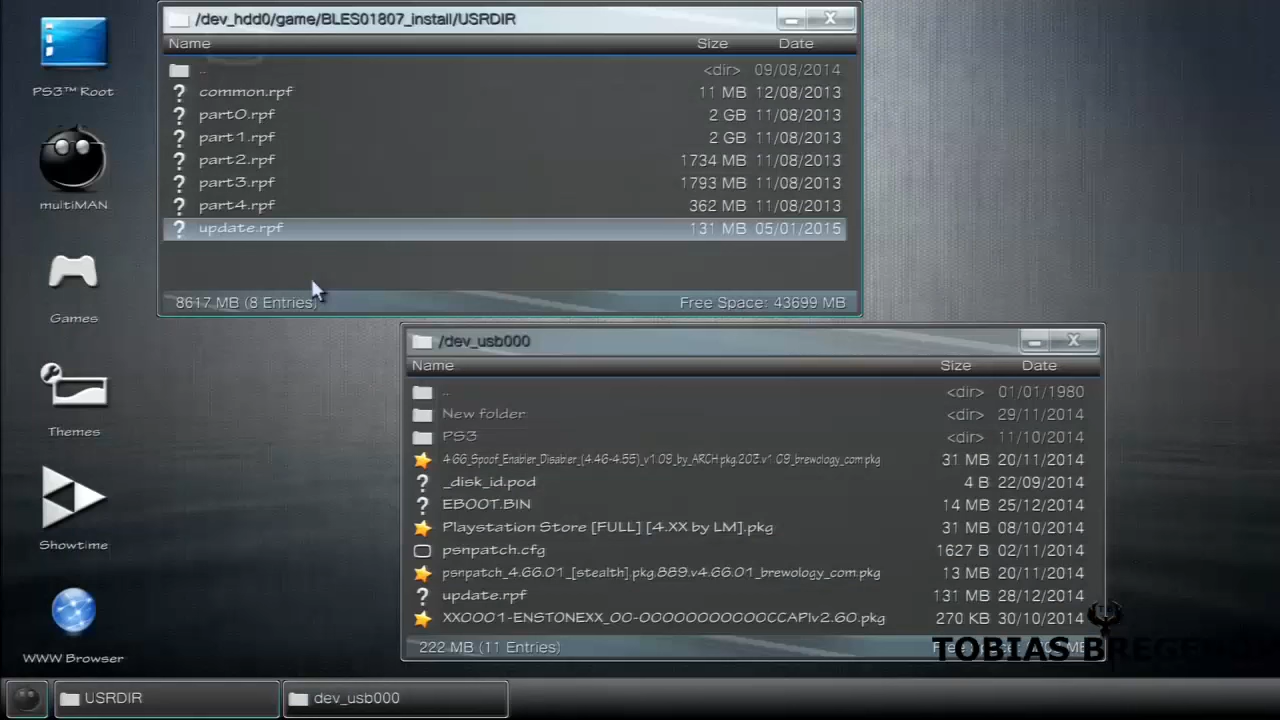 PS3™ Root
multiMAN
Games
Themes
Showtime
WWW Browser
/dev_hdd0/game/BLES01807_install/USRDIR
Name Size Date
.. <dir> 09/08/2014
common.rpf 11 MB 12/08/2013
part0.rpf 2 GB 11/08/2013
part1.rpf 2 GB 11/08/2013
part2.rpf 1734 MB 11/08/2013
part3.rpf 1793 MB 11/08/2013
part4.rpf 362 MB 11/08/2013
update.rpf 131 MB 05/01/2015
8617 MB (8 Entries) Free Space: 43699 MB
/dev_usb000
Name Size Date
.. <dir> 01/01/1980
New folder <dir> 29/11/2014
PS3 <dir> 11/10/2014
4.66_Spoof_Enabler_Disabler_(4.46-4.55)_v1.09_by_ARCH.pkg.203.v1.09_brewology_com.pkg 31 MB 20/11/2014
_disk_id.pod 4 B 22/09/2014
EBOOT.BIN 14 MB 25/12/2014
Playstation Store [FULL] [4.XX by LM].pkg 31 MB 08/10/2014
psnpatch.cfg 1627 B 02/11/2014
psnpatch_4.66.01_[stealth].pkg.889.v4.66.01_brewology_com.pkg 13 MB 20/11/2014
update.rpf 131 MB 28/12/2014
XX0001-ENSTONEXX_00-0000000000CCAPIv2.60.pkg 270 KB 30/10/2014
222 MB (11 Entries)
TOBIAS
USRDIR
dev_usb000